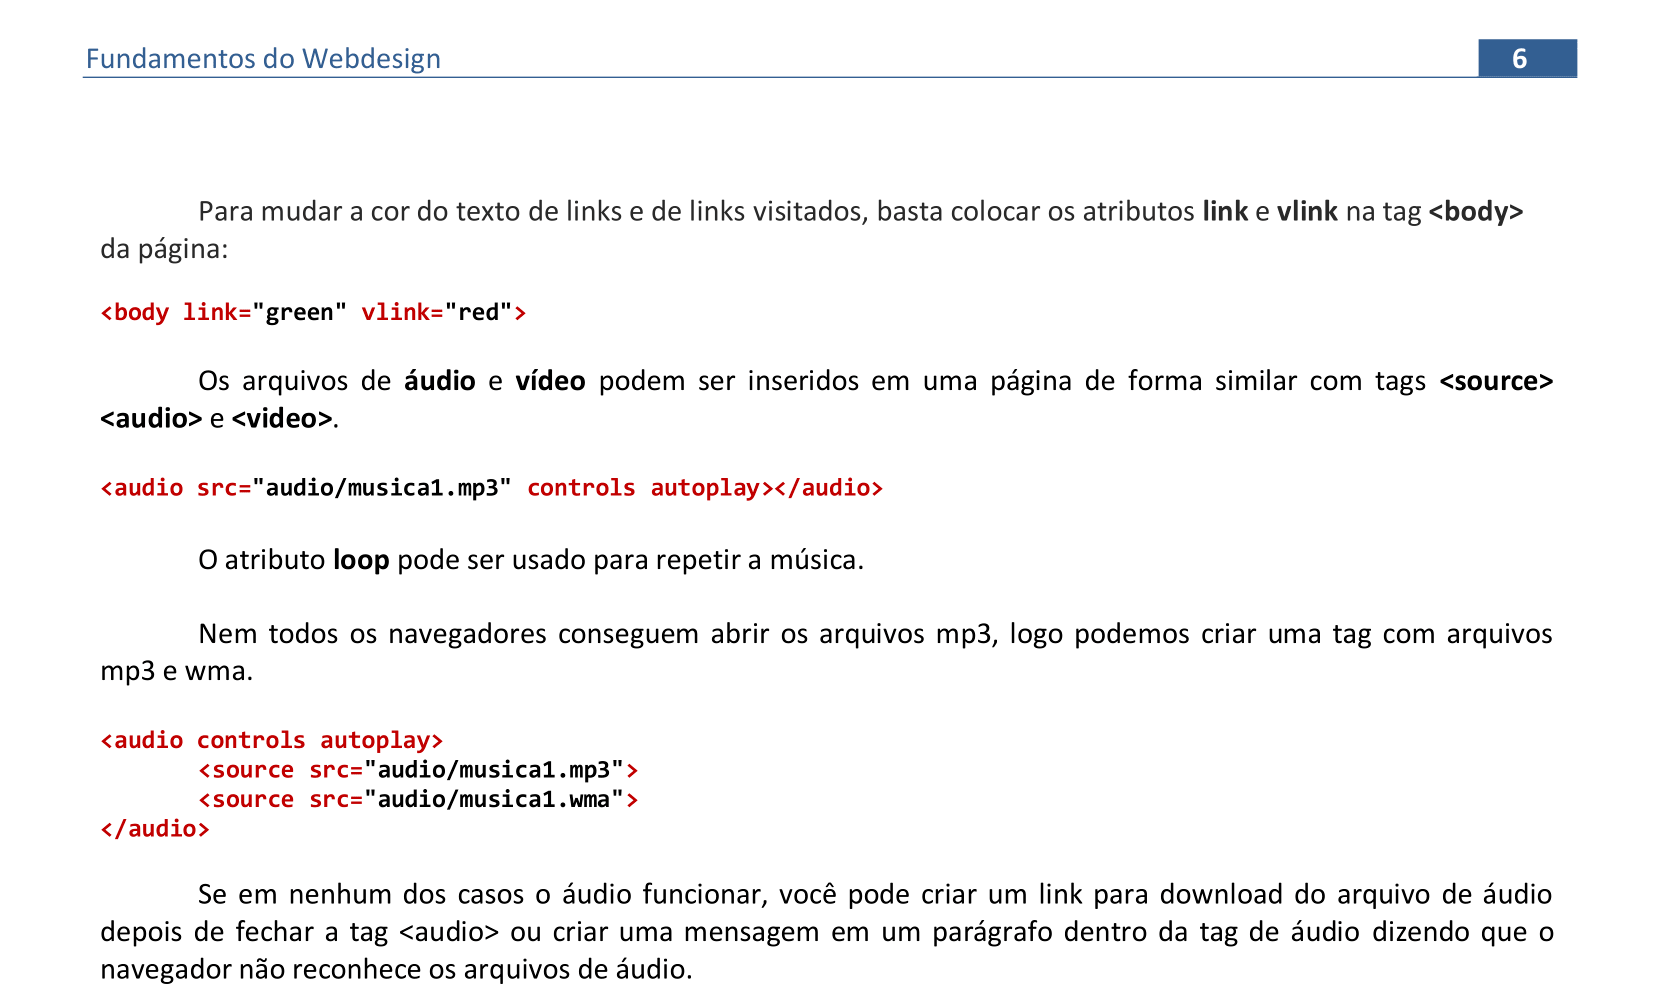 Fundamentos do Webdesign 6
Para mudar a cor do texto de links e de links visitados, basta colocar os atributos link e vlink na tag <body>
da página:
<body link="green" vlink="red">
Os arquivos de áudio e vídeo podem ser inseridos em uma página de forma similar com tags <source>
<audio> e <video>.
<audio src="audio/musica1.mp3" controls autoplay></audio>
O atributo loop pode ser usado para repetir a música.
Nem todos os navegadores conseguem abrir os arquivos mp3, logo podemos criar uma tag com arquivos
mp3 e wma.
<audio controls autoplay>
<source src="audio/musica1.mp3">
<source src="audio/musica1.wma">
</audio>
Se em nenhum dos casos o áudio funcionar, você pode criar um link para download do arquivo de áudio
depois de fechar a tag <audio> ou criar uma mensagem em um parágrafo dentro da tag de áudio dizendo que o
navegador não reconhece os arquivos de áudio.